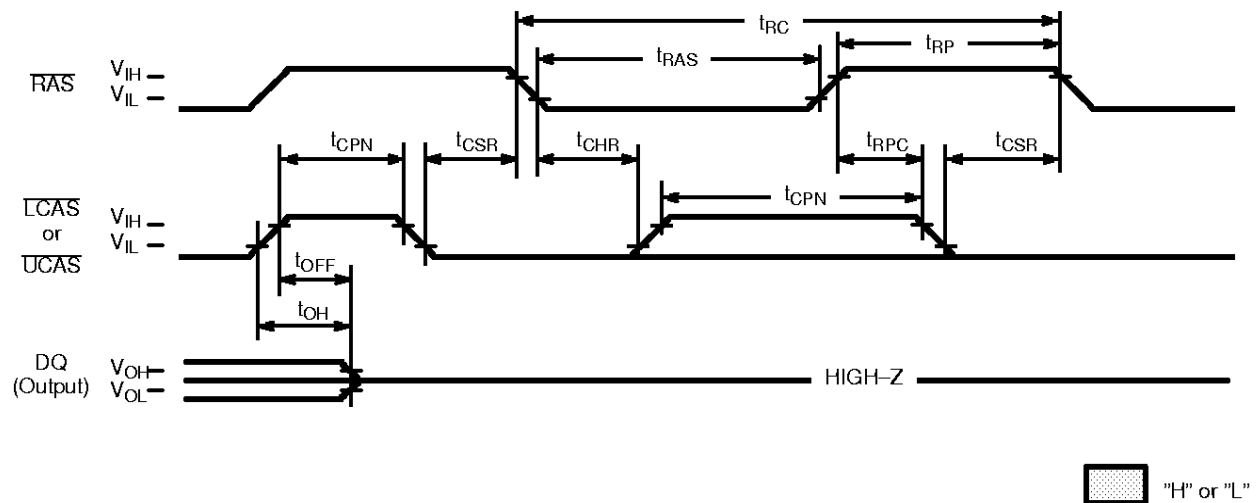 tRC
tRP
tRAS
RAS
VIH
VIL
tCPN
tCSR
tCHR
tRPC
tCSR
tCPN
LCAS
or
UCAS
VIH
VIL
tOFF
tOH
DQ
(Output)
VOH
VOL
HIGH–Z
"H" or "L"